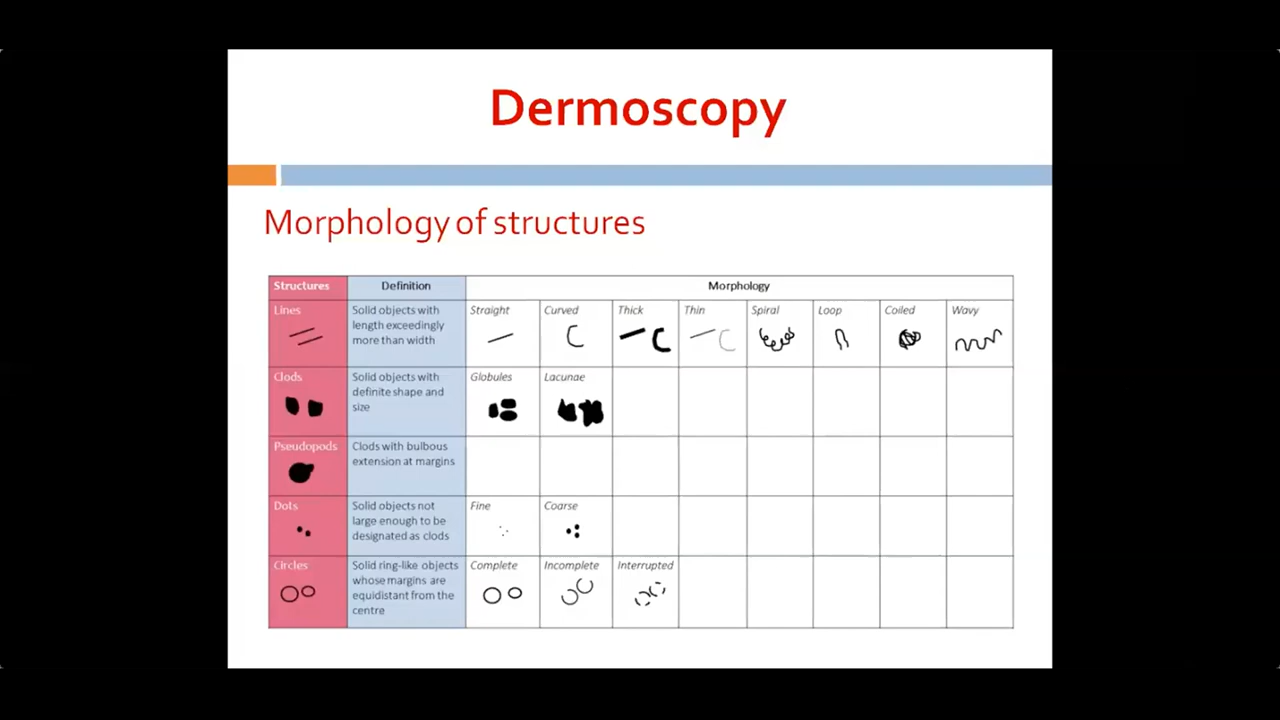 Dermoscopy
Morphology of structures
Structures Definition Morphology
Lines
Solid objects with
length exceedingly
more than width
Straight Curved Thick Thin Spiral Loop Coiled Wavy
Clods
Solid objects with
definite shape and
size
Globules Lacunae
Pseudopods
Clods with bulbous
extension at margins
Dots
Solid objects not
large enough to be
designated as clods
Fine Coarse
Circles
Solid ring-like objects
whose margins are
equidistant from the
centre
Complete Incomplete Interrupted